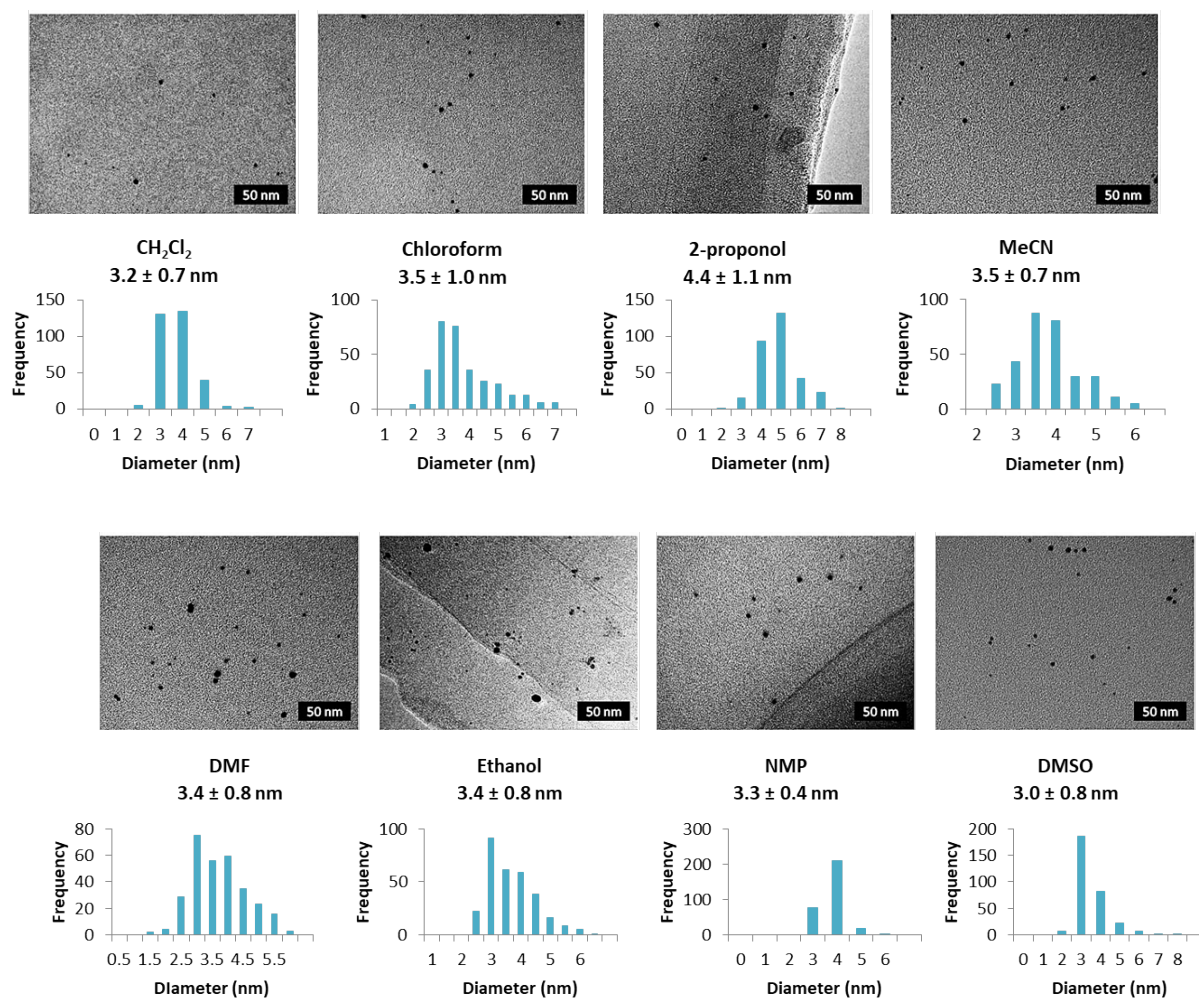 50 nm
50 nm
50 nm
50 nm
CH₂Cl₂
3.2 ± 0.7 nm
Chloroform
3.5 ± 1.0 nm
2-proponol
4.4 ± 1.1 nm
MeCN
3.5 ± 0.7 nm
Frequency
150
100
50
0
0 1 2 3 4 5 6 7
Diameter (nm)
Frequency
100
50
0
1 2 3 4 5 6 7
Diameter (nm)
Frequency
150
100
50
0
0 1 2 3 4 5 6 7 8
Diameter (nm)
Frequency
100
50
0
2 3 4 5 6
Diameter (nm)
50 nm
50 nm
50 nm
50 nm
DMF
3.4 ± 0.8 nm
Ethanol
3.4 ± 0.8 nm
NMP
3.3 ± 0.4 nm
DMSO
3.0 ± 0.8 nm
Frequency
80
60
40
20
0
0.5 1.5 2.5 3.5 4.5 5.5
DIameter (nm)
Frequency
100
50
0
1 2 3 4 5 6
Diameter (nm)
Frequency
300
200
100
0
0 1 2 3 4 5 6
Diameter (nm)
Frequency
200
150
100
50
0
0 1 2 3 4 5 6 7 8
Diameter (nm)